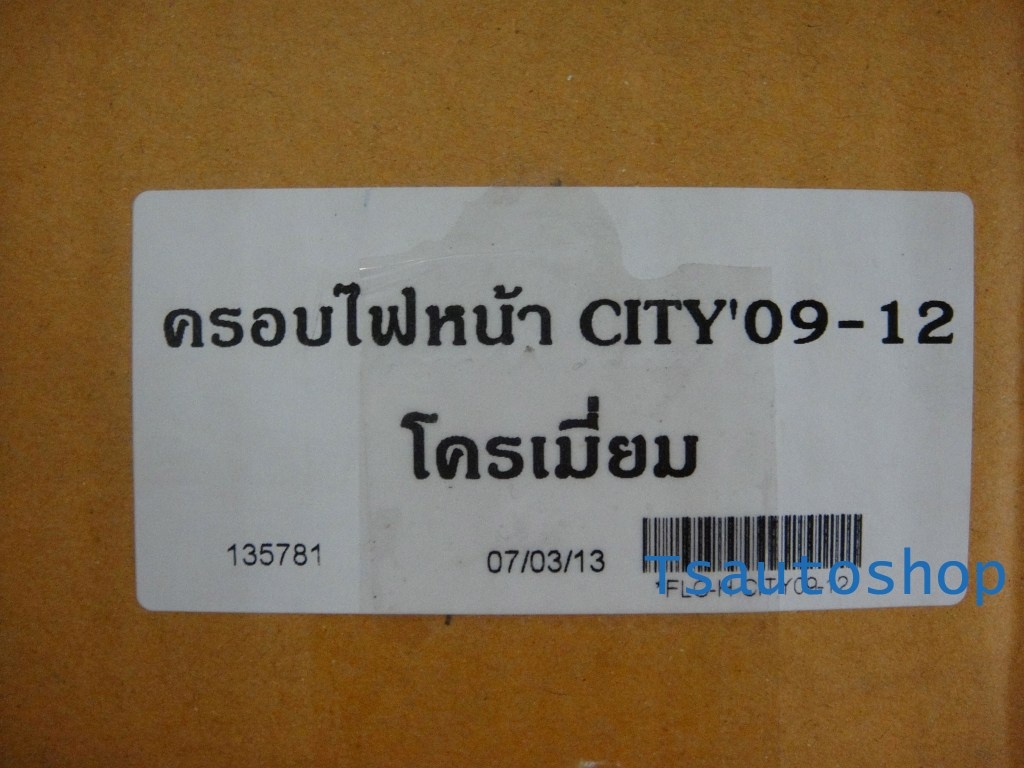 ครอบไฟหน้า CITY'09-12
โครเมี่ยม
135781 07/03/13
Tsautoshop